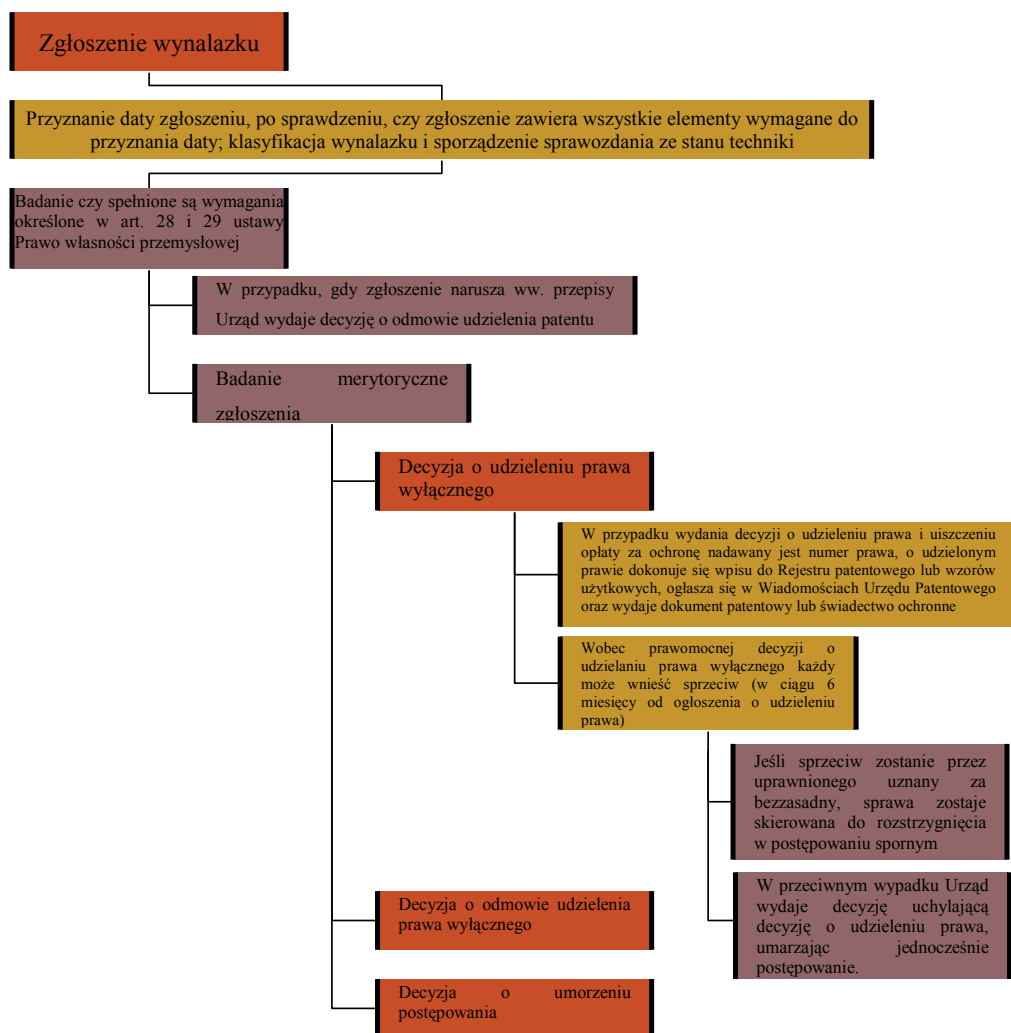 Zgłoszenie wynalazku
Przyznanie daty zgłoszeniu, po sprawdzeniu, czy zgłoszenie zawiera wszystkie elementy wymagane do
przyznania daty; klasyfikacja wynalazku i sporządzenie sprawozdania ze stanu techniki
Badanie czy spełnione są wymagania
określone w art. 28 i 29 ustawy
Prawo własności przemysłowej
W przypadku, gdy zgłoszenie narusza ww. przepisy
Urząd wydaje decyzję o odmowie udzielenia patentu
Badanie merytoryczne
zgłoszenia
Decyzja o udzieleniu prawa
wyłącznego
W przypadku wydania decyzji o udzieleniu prawa i uiszczeniu
opłaty za ochronę nadawany jest numer prawa, o udzielonym
prawie dokonuje się wpisu do Rejestru patentowego lub wzorów
użytkowych, ogłasza się w Wiadomościach Urzędu Patentowego
oraz wydaje dokument patentowy lub świadectwo ochronne
Wobec prawomocnej decyzji o
udzielaniu prawa wyłącznego każdy
może wnieść sprzeciw (w ciągu 6
miesięcy od ogłoszenia o udzieleniu
prawa)
Jeśli sprzeciw zostanie przez
uprawnionego uznany za
bezzasadny, sprawa zostaje
skierowana do rozstrzygnięcia
w postępowaniu spornym
W przeciwnym wypadku Urząd
wydaje decyzję uchylającą
decyzję o udzieleniu prawa,
umarzając jednocześnie
postępowanie.
Decyzja o odmowie udzielenia
prawa wyłącznego
Decyzja o umorzeniu
postępowania